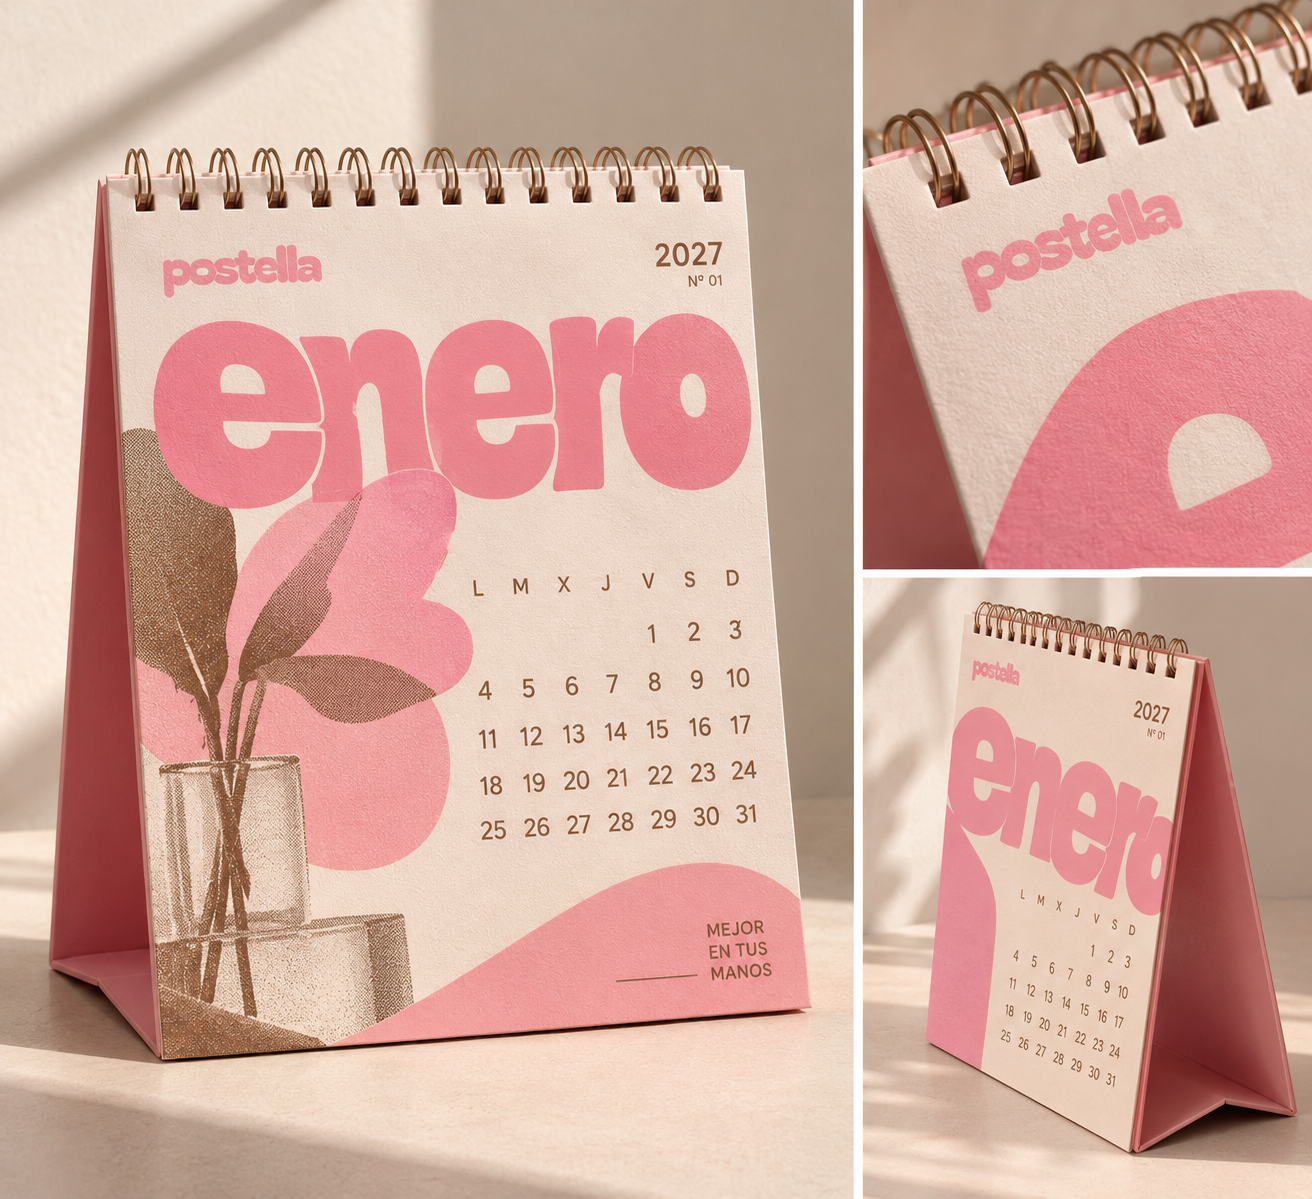 postella
2027
Nº 01
enero
L M X J V S D
1 2 3
4 5 6 7 8 9 10
11 12 13 14 15 16 17
18 19 20 21 22 23 24
25 26 27 28 29 30 31
MEJOR
EN TUS
MANOS
postella
e
postella
2027
Nº 01
enero
L M X J V S D
1 2 3
4 5 6 7 8 9 10
11 12 13 14 15 16 17
18 19 20 21 22 23 24
25 26 27 28 29 30 31